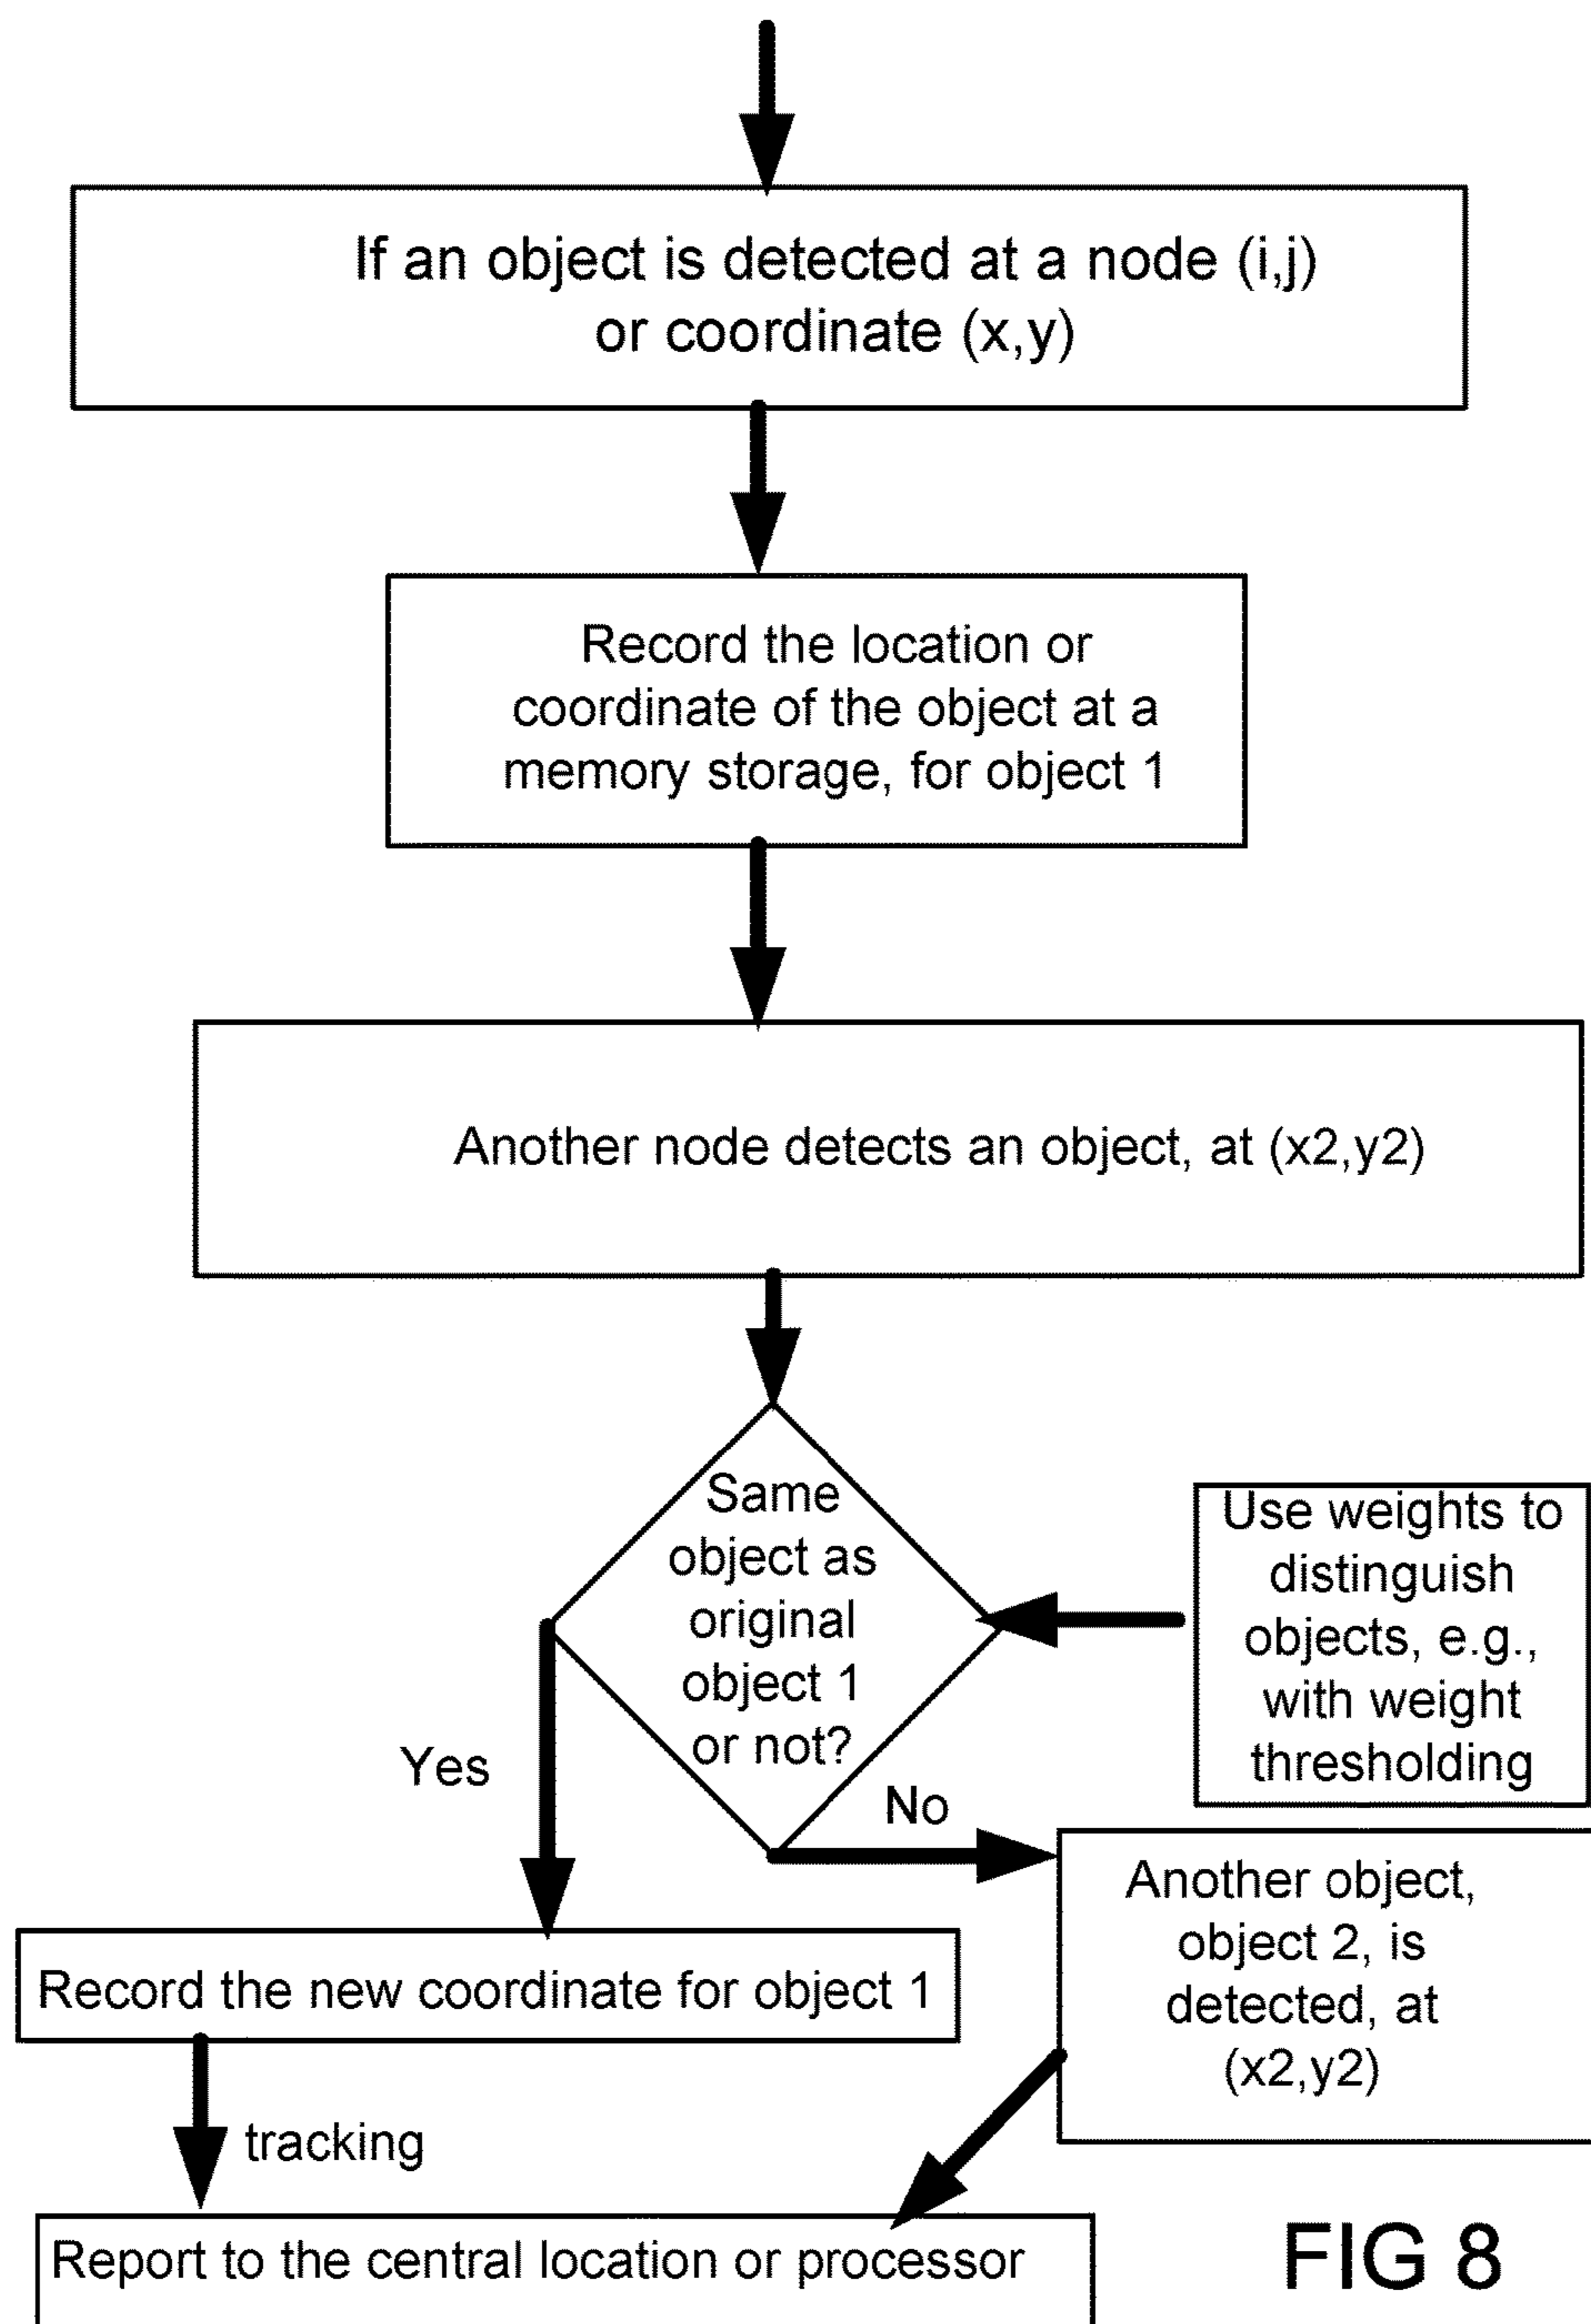 If an object is detected at a node (i,j)
or coordinate (x,y)
Record the location or
coordinate of the object at a
memory storage, for object 1
Another node detects an object, at (x2,y2)
Same
object as
original
object 1
or not?
Use weights to
distinguish
objects, e.g.,
with weight
thresholding
Yes
No
Another object,
object 2, is
detected, at
(x2,y2)
Record the new coordinate for object 1
tracking
Report to the central location or processor
FIG 8